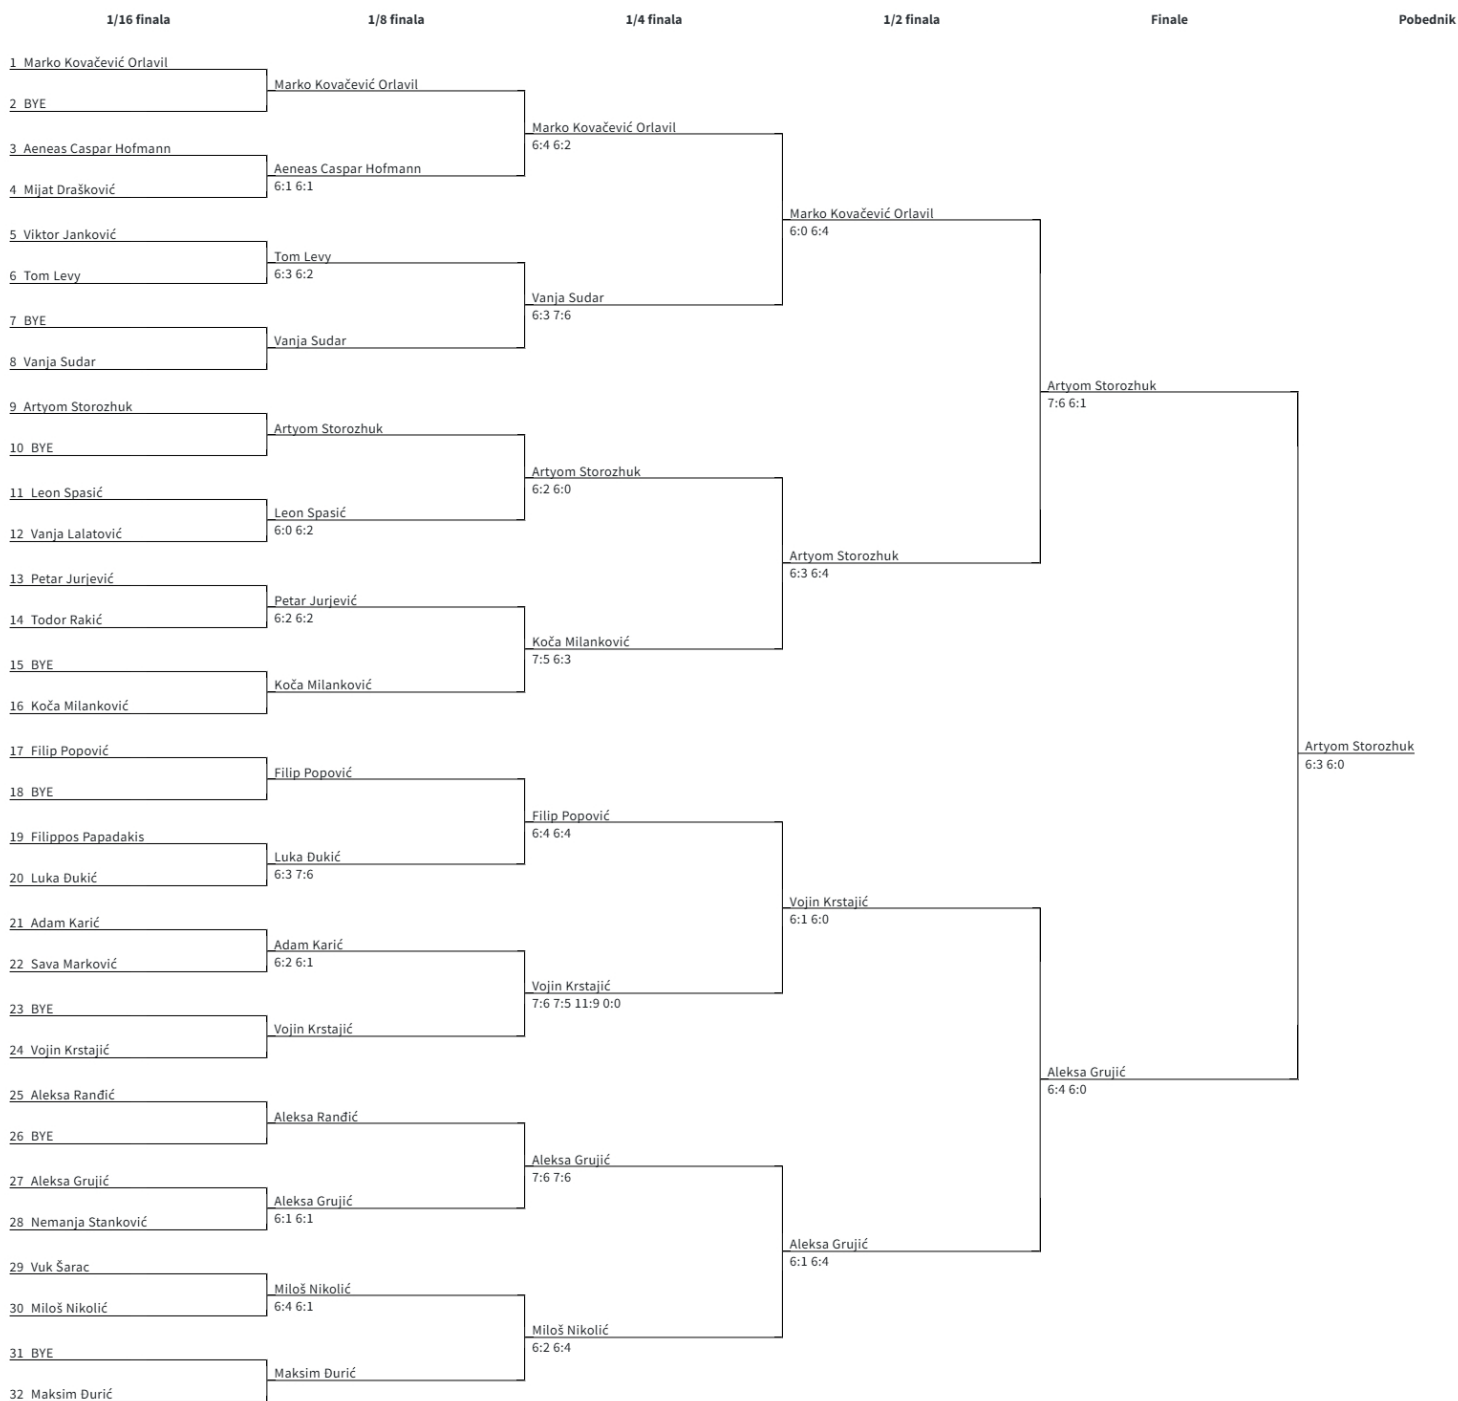 1/16 finala 1/8 finala 1/4 finala 1/2 finala Finale Pobednik
1 Marko Kovačević Orlavil
Marko Kovačević Orlavil
2 BYE
Marko Kovačević Orlavil
6:4 6:2
3 Aeneas Caspar Hofmann
Aeneas Caspar Hofmann
6:1 6:1
4 Mijat Drašković
Marko Kovačević Orlavil
6:0 6:4
5 Viktor Janković
Tom Levy
6:3 6:2
6 Tom Levy
Vanja Sudar
6:3 7:6
7 BYE
Vanja Sudar
8 Vanja Sudar
Artyom Storozhuk
7:6 6:1
9 Artyom Storozhuk
Artyom Storozhuk
10 BYE
Artyom Storozhuk
6:2 6:0
11 Leon Spasić
Leon Spasić
6:0 6:2
12 Vanja Lalatović
Artyom Storozhuk
6:3 6:4
13 Petar Jurjević
Petar Jurjević
6:2 6:2
14 Todor Rakić
Koča Milanković
7:5 6:3
15 BYE
Koča Milanković
16 Koča Milanković
Artyom Storozhuk
6:3 6:0
17 Filip Popović
Filip Popović
18 BYE
Filip Popović
6:4 6:4
19 Filippos Papadakis
Luka Đukić
6:3 7:6
20 Luka Đukić
Vojin Krstajić
6:1 6:0
21 Adam Karić
Adam Karić
6:2 6:1
22 Sava Marković
Vojin Krstajić
7:6 7:5 11:9 0:0
23 BYE
Vojin Krstajić
24 Vojin Krstajić
Aleksa Grujić
6:4 6:0
25 Aleksa Ranđić
Aleksa Ranđić
26 BYE
Aleksa Grujić
7:6 7:6
27 Aleksa Grujić
Aleksa Grujić
6:1 6:1
28 Nemanja Stanković
Aleksa Grujić
6:1 6:4
29 Vuk Šarac
Miloš Nikolić
6:4 6:1
30 Miloš Nikolić
Miloš Nikolić
6:2 6:4
31 BYE
Maksim Đurić
32 Maksim Đurić